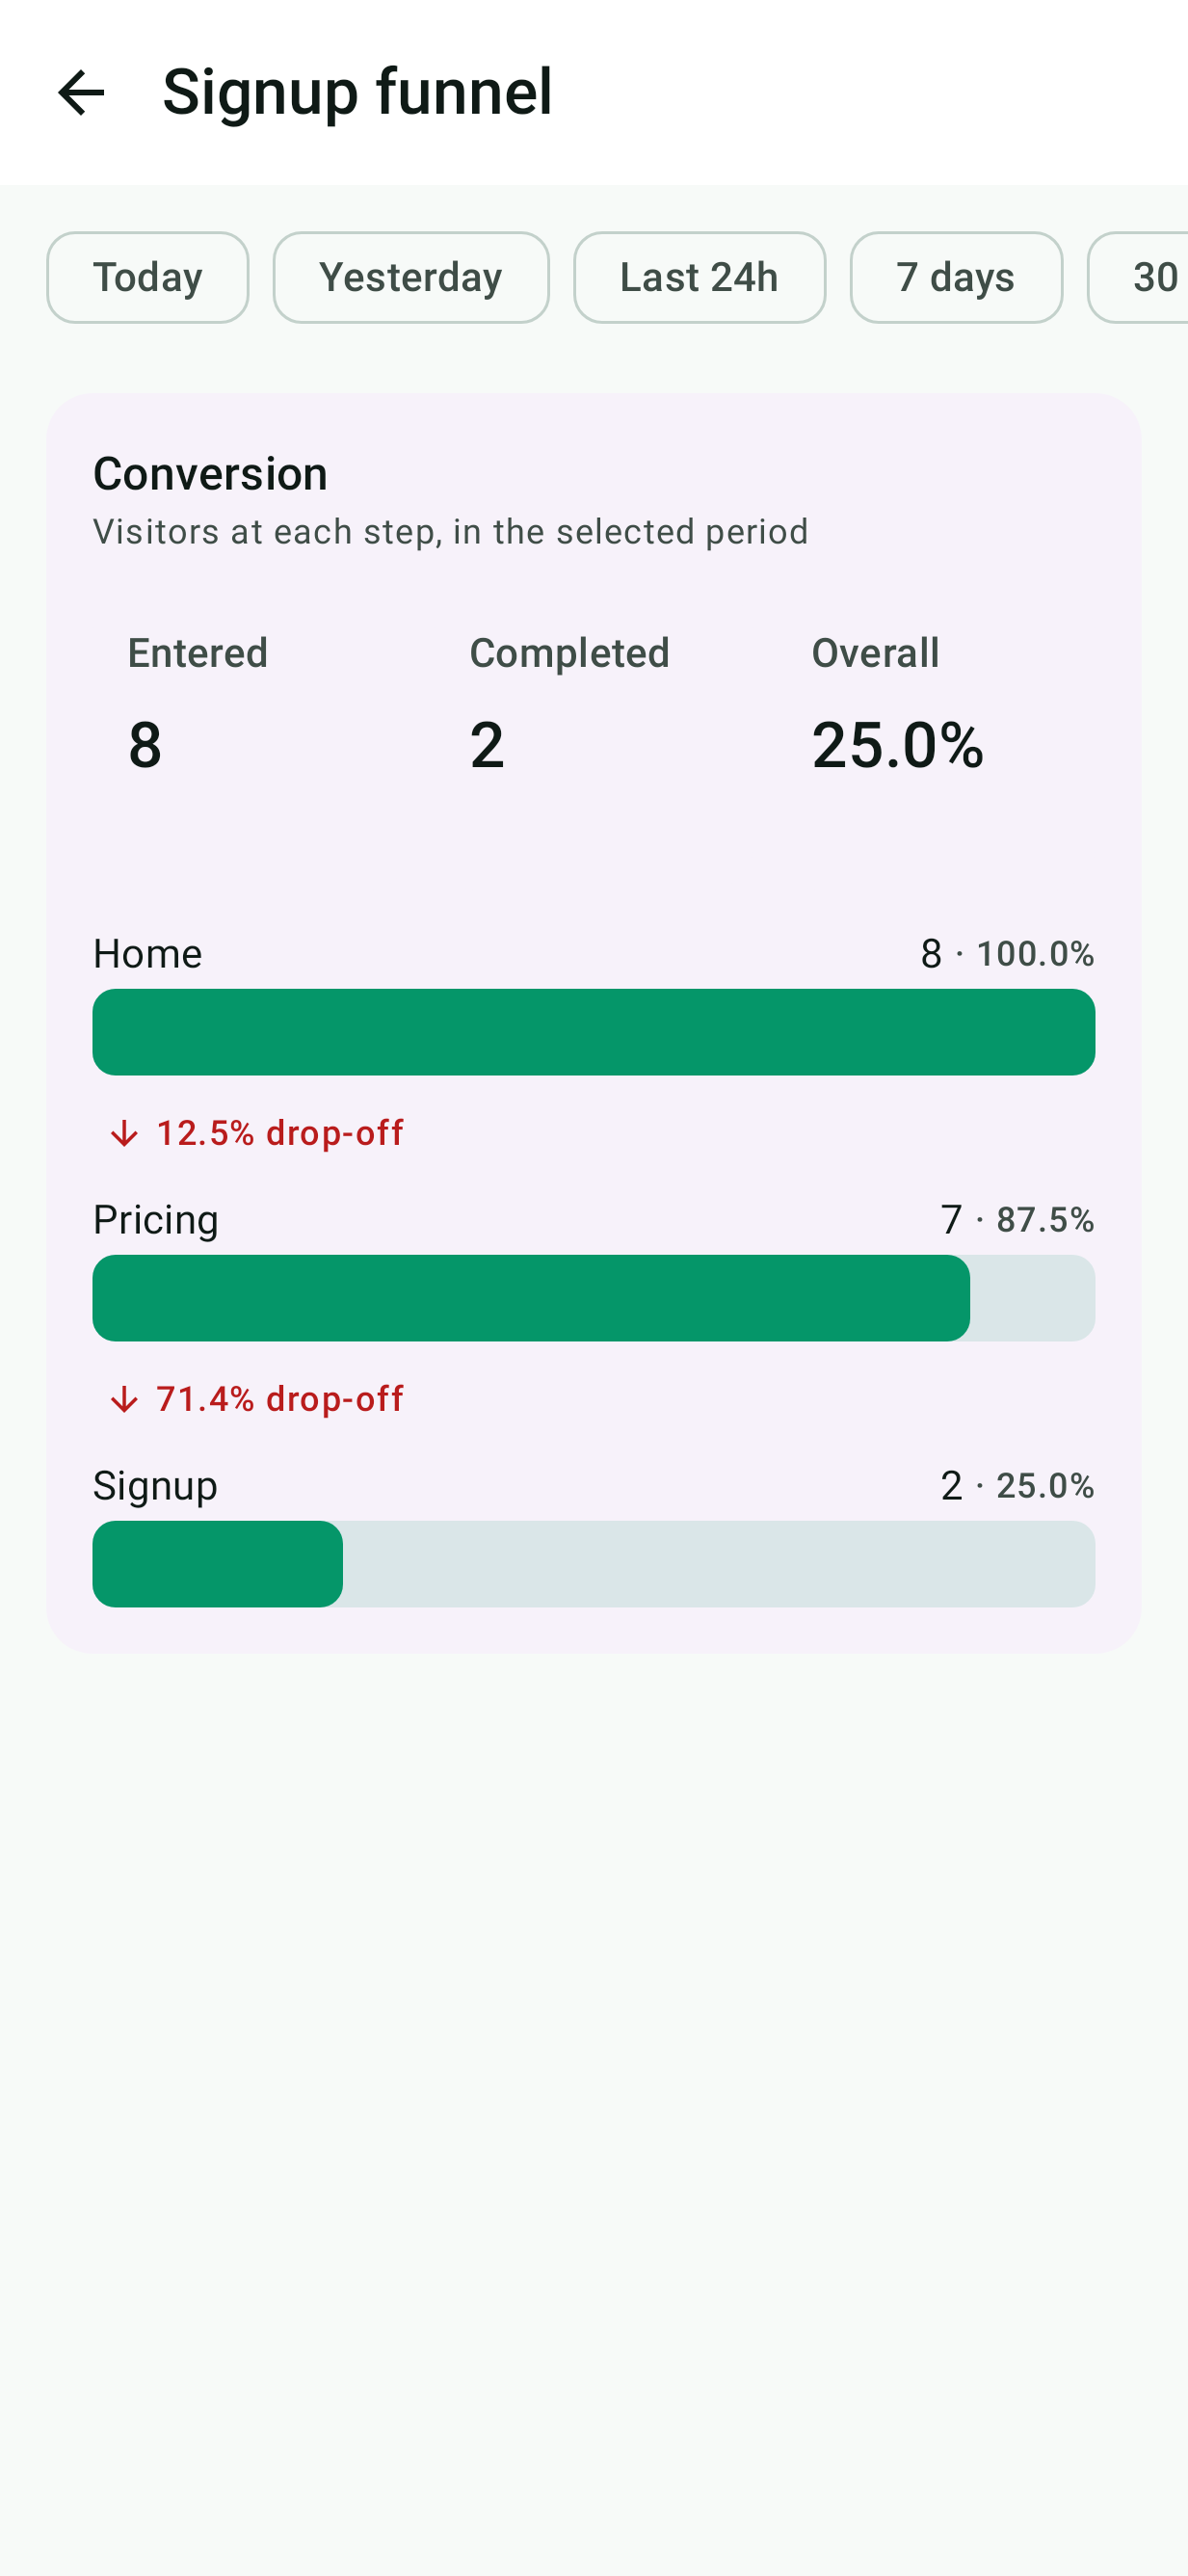 Signup funnel
Today Yesterday Last 24h 7 days 30
Conversion
Visitors at each step, in the selected period
Entered Completed Overall
8 2 25.0%
Home 8 · 100.0%
↓ 12.5% drop-off
Pricing 7 · 87.5%
↓ 71.4% drop-off
Signup 2 · 25.0%